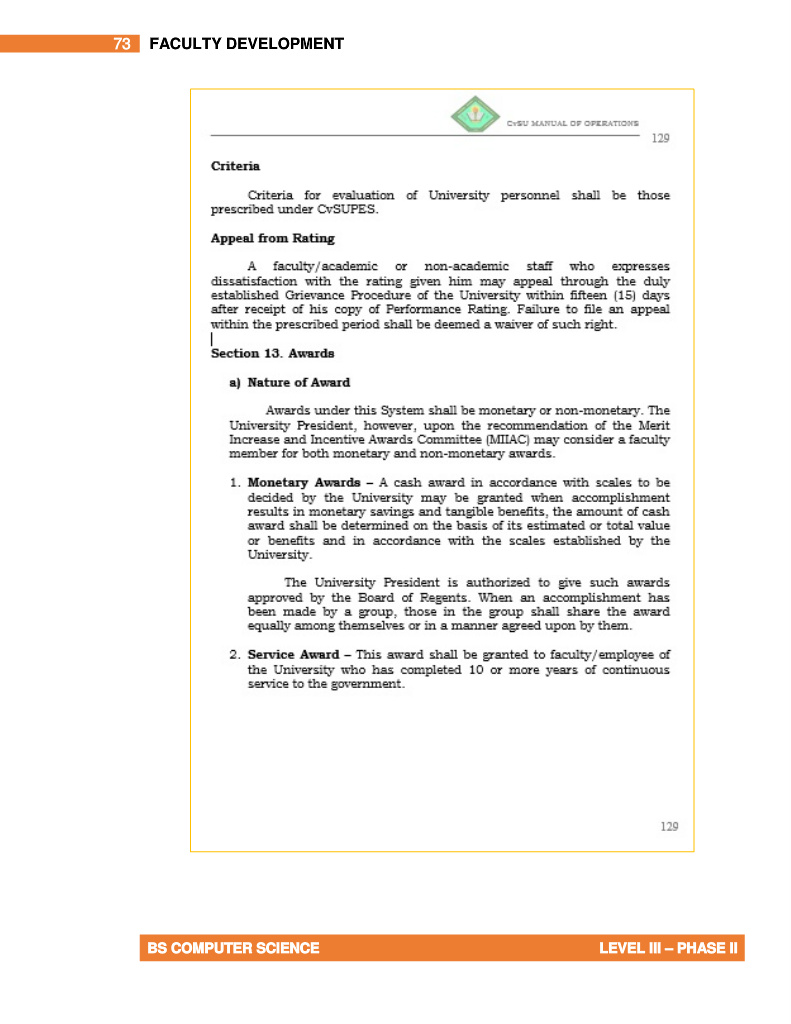 73 FACULTY DEVELOPMENT
CvSU MANUAL OF OPERATIONS
129
Criteria
Criteria for evaluation of University personnel shall be those
prescribed under CvSUPES.
Appeal from Rating
A faculty/academic or non-academic staff who expresses
dissatisfaction with the rating given him may appeal through the duly
established Grievance Procedure of the University within fifteen (15) days
after receipt of his copy of Performance Rating. Failure to file an appeal
within the prescribed period shall be deemed a waiver of such right.
Section 13. Awards
a) Nature of Award
Awards under this System shall be monetary or non-monetary. The
University President, however, upon the recommendation of the Merit
Increase and Incentive Awards Committee (MIIAC) may consider a faculty
member for both monetary and non-monetary awards.
1. Monetary Awards – A cash award in accordance with scales to be
decided by the University may be granted when accomplishment
results in monetary savings and tangible benefits, the amount of cash
award shall be determined on the basis of its estimated or total value
or benefits and in accordance with the scales established by the
University.
The University President is authorized to give such awards
approved by the Board of Regents. When an accomplishment has
been made by a group, those in the group shall share the award
equally among themselves or in a manner agreed upon by them.
2. Service Award – This award shall be granted to faculty/employee of
the University who has completed 10 or more years of continuous
service to the government.
129
BS COMPUTER SCIENCE LEVEL III – PHASE II